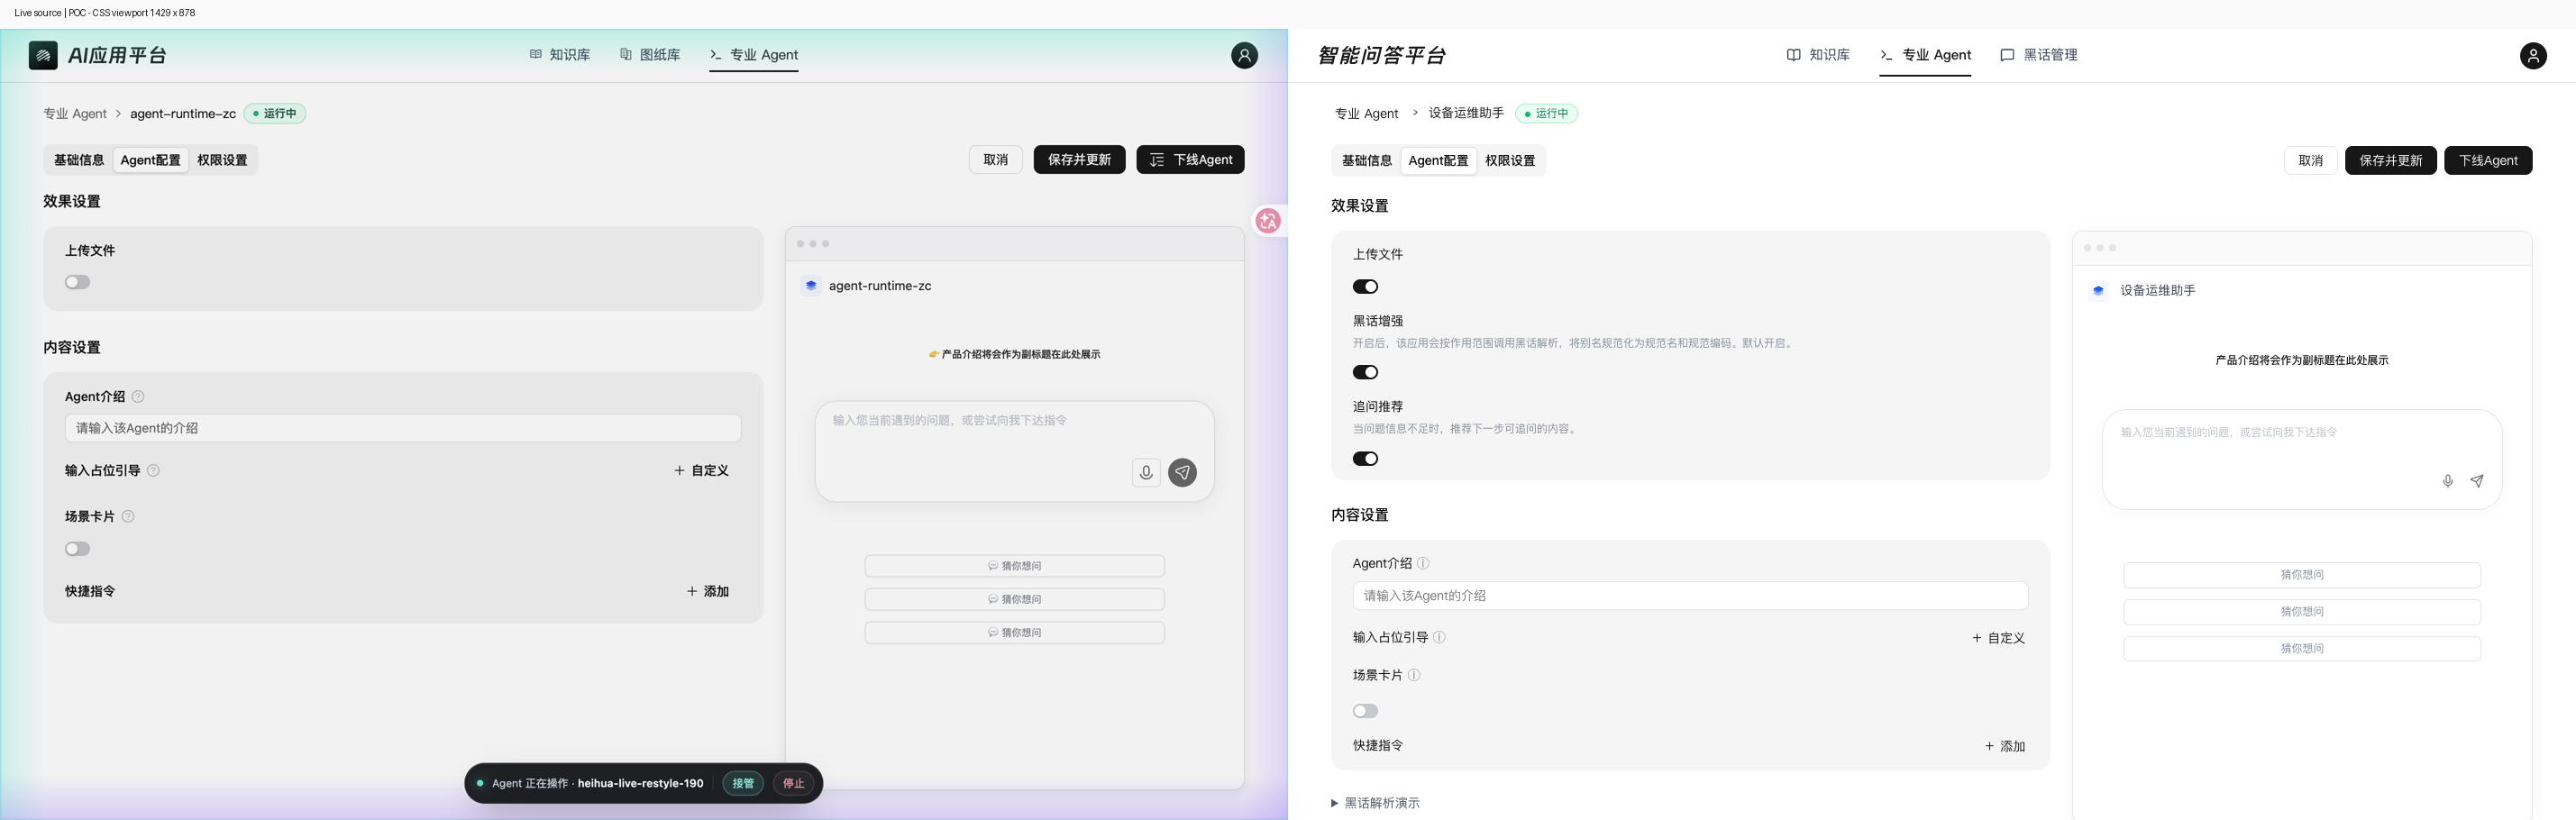 Live source | POC - CSS viewport 1429 x 878
AI应用平台
知识库
图纸库
专业 Agent
专业 Agent > agent-runtime-zc 运行中
基础信息 Agent配置 权限设置
取消 保存并更新 下线Agent
效果设置
上传文件
内容设置
Agent介绍
请输入该Agent的介绍
输入占位引导
+ 自定义
场景卡片
快捷指令
+ 添加
agent-runtime-zc
👉 产品介绍将会作为副标题在此处展示
输入您当前遇到的问题，或尝试向我下达指令
💬 猜你想问
💬 猜你想问
💬 猜你想问
Agent 正在操作 · heihua-live-restyle-190 接管 停止
智能问答平台
知识库
专业 Agent
黑话管理
专业 Agent > 设备运维助手 运行中
基础信息 Agent配置 权限设置
取消 保存并更新 下线Agent
效果设置
上传文件
黑话增强
开启后，该应用会按作用范围调用黑话解析，将别名规范化为规范名和规范编码。默认开启。
追问推荐
当问题信息不足时，推荐下一步可追问的内容。
内容设置
Agent介绍
请输入该Agent的介绍
输入占位引导
+ 自定义
场景卡片
快捷指令
+ 添加
黑话解析演示
设备运维助手
产品介绍将会作为副标题在此处展示
输入您当前遇到的问题，或尝试向我下达指令
猜你想问
猜你想问
猜你想问